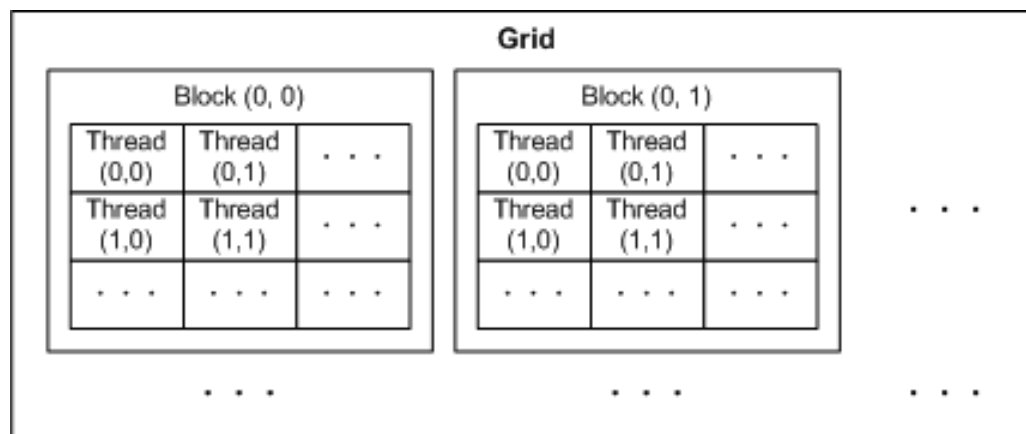 Grid
Block (0, 0)
Thread (0,0)
Thread (0,1)
. . .
Thread (1,0)
Thread (1,1)
. . .
. . .
. . .
. . .
Block (0, 1)
Thread (0,0)
Thread (0,1)
. . .
Thread (1,0)
Thread (1,1)
. . .
. . .
. . .
. . .
. . .
. . .
. . .
. . .